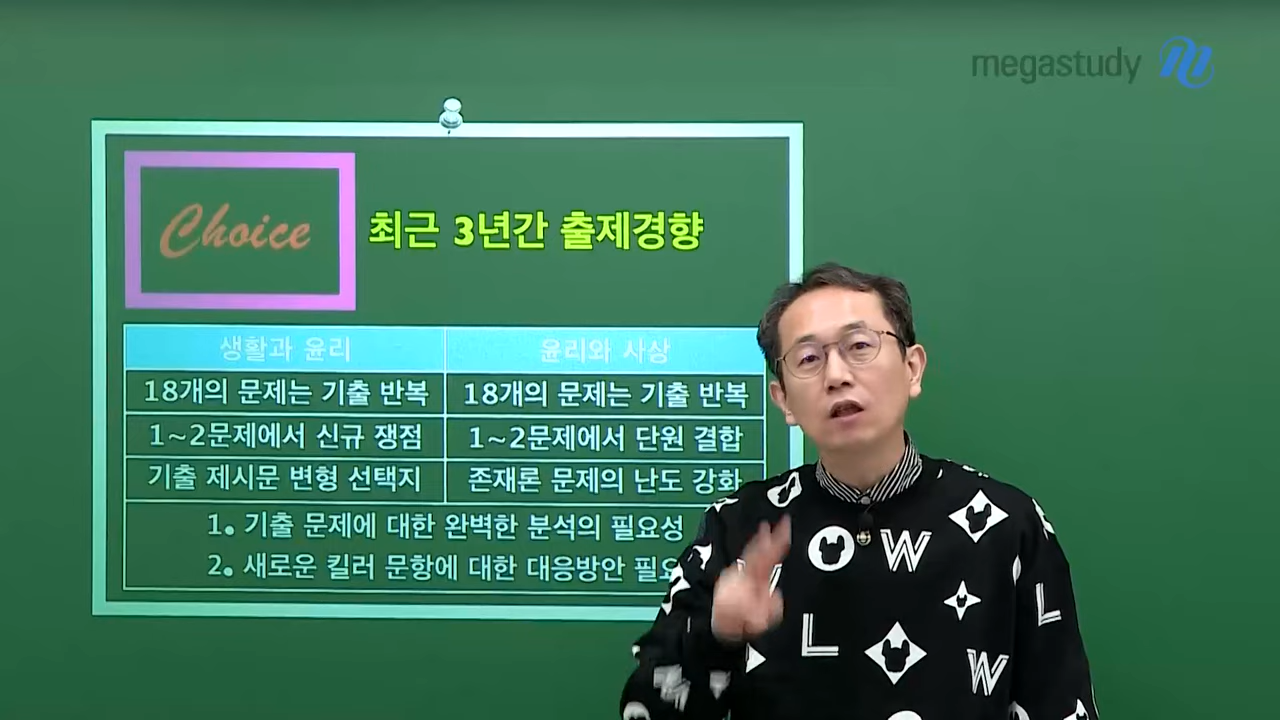 megastudy
Choice
최근 3년간 출제경향
생활과 윤리 윤리와 사상
18개의 문제는 기출 반복 18개의 문제는 기출 반복
1~2문제에서 신규 쟁점 1~2문제에서 단원 결합
기출 제시문 변형 선택지 존재론 문제의 난도 강화
1. 기출 문제에 대한 완벽한 분석의 필요성
2. 새로운 킬러 문항에 대한 대응방안
O W
L
L W
megas